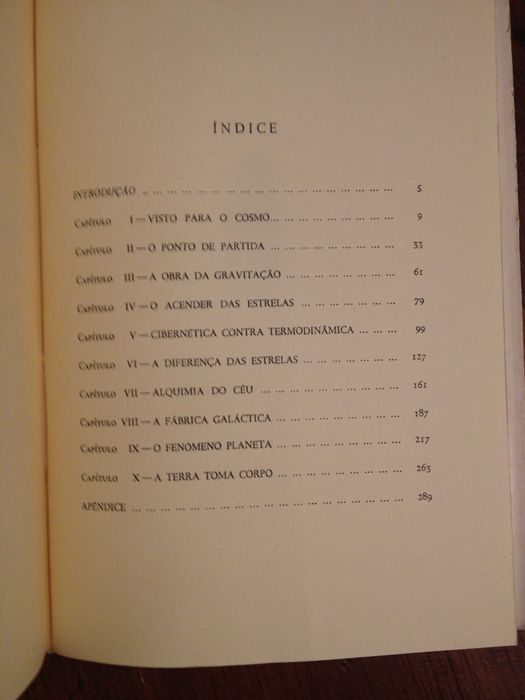 ÍNDICE
INTRODUÇÃO ... ... ... ... ... ... ... ... ... ... ... ... ... ... ... ... 5
CAPÍTULO I — VISTO PARA O COSMO... ... ... ... ... ... ... ... 9
CAPÍTULO II — O PONTO DE PARTIDA ... ... ... ... ... ... ... ... 33
CAPÍTULO III — A OBRA DA GRAVITAÇÃO ... ... ... ... ... ... ... 61
CAPÍTULO IV — O ACENDER DAS ESTRELAS ... ... ... ... ... ... 79
CAPÍTULO V — CIBERNÉTICA CONTRA TERMODINÂMICA ... ... ... 99
CAPÍTULO VI — A DIFERENÇA DAS ESTRELAS ... ... ... ... ... ... 127
CAPÍTULO VII — ALQUIMIA DO CÉU ... ... ... ... ... ... ... ... ... 161
CAPÍTULO VIII — A FÁBRICA GALÁCTICA ... ... ... ... ... ... ... ... 187
CAPÍTULO IX — O FENÓMENO PLANETA ... ... ... ... ... ... ... ... 217
CAPÍTULO X — A TERRA TOMA CORPO ... ... ... ... ... ... ... ... 263
APÊNDICE ... ... ... ... ... ... ... ... ... ... ... ... ... ... ... ... ... 289